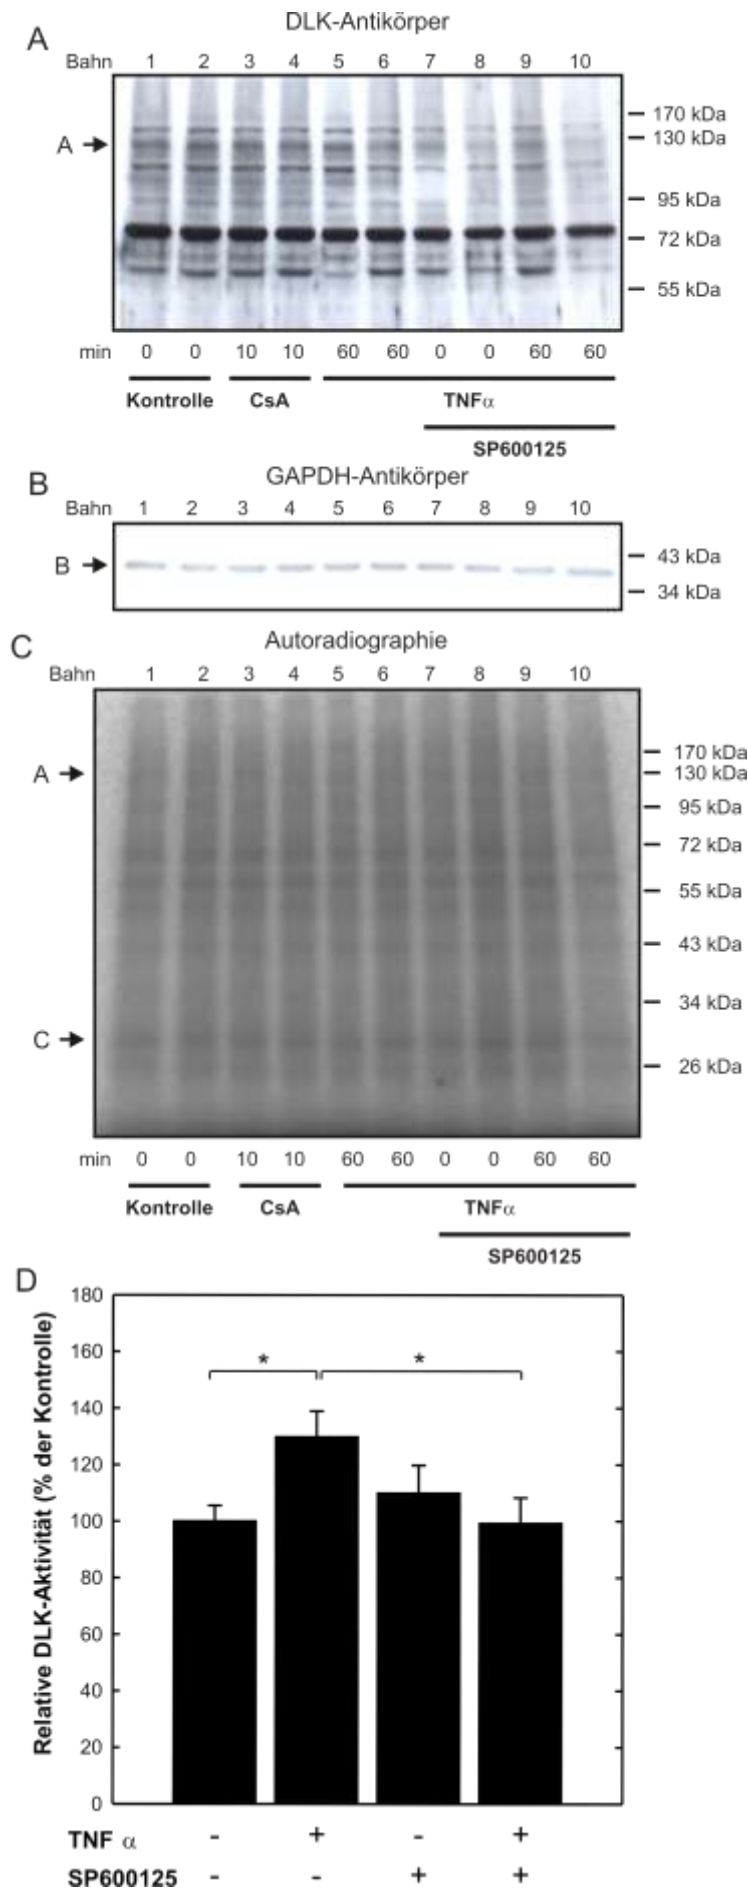 A
DLK-Antikörper
Bahn 1 2 3 4 5 6 7 8 9 10
170 kDa
130 kDa
A
95 kDa
72 kDa
55 kDa
min 0 0 10 10 60 60 0 0 60 60
Kontrolle CsA TNFα
SP600125
B
GAPDH-Antikörper
Bahn 1 2 3 4 5 6 7 8 9 10
43 kDa
B
34 kDa
C
Autoradiographie
Bahn 1 2 3 4 5 6 7 8 9 10
170 kDa
A
130 kDa
95 kDa
72 kDa
55 kDa
43 kDa
34 kDa
C
26 kDa
min 0 0 10 10 60 60 0 0 60 60
Kontrolle CsA TNFα
SP600125
D
Relative DLK-Aktivität (% der Kontrolle)
180
160
140
120
100
80
60
40
20
0
* *
TNF α - + - +
SP600125 - - + +